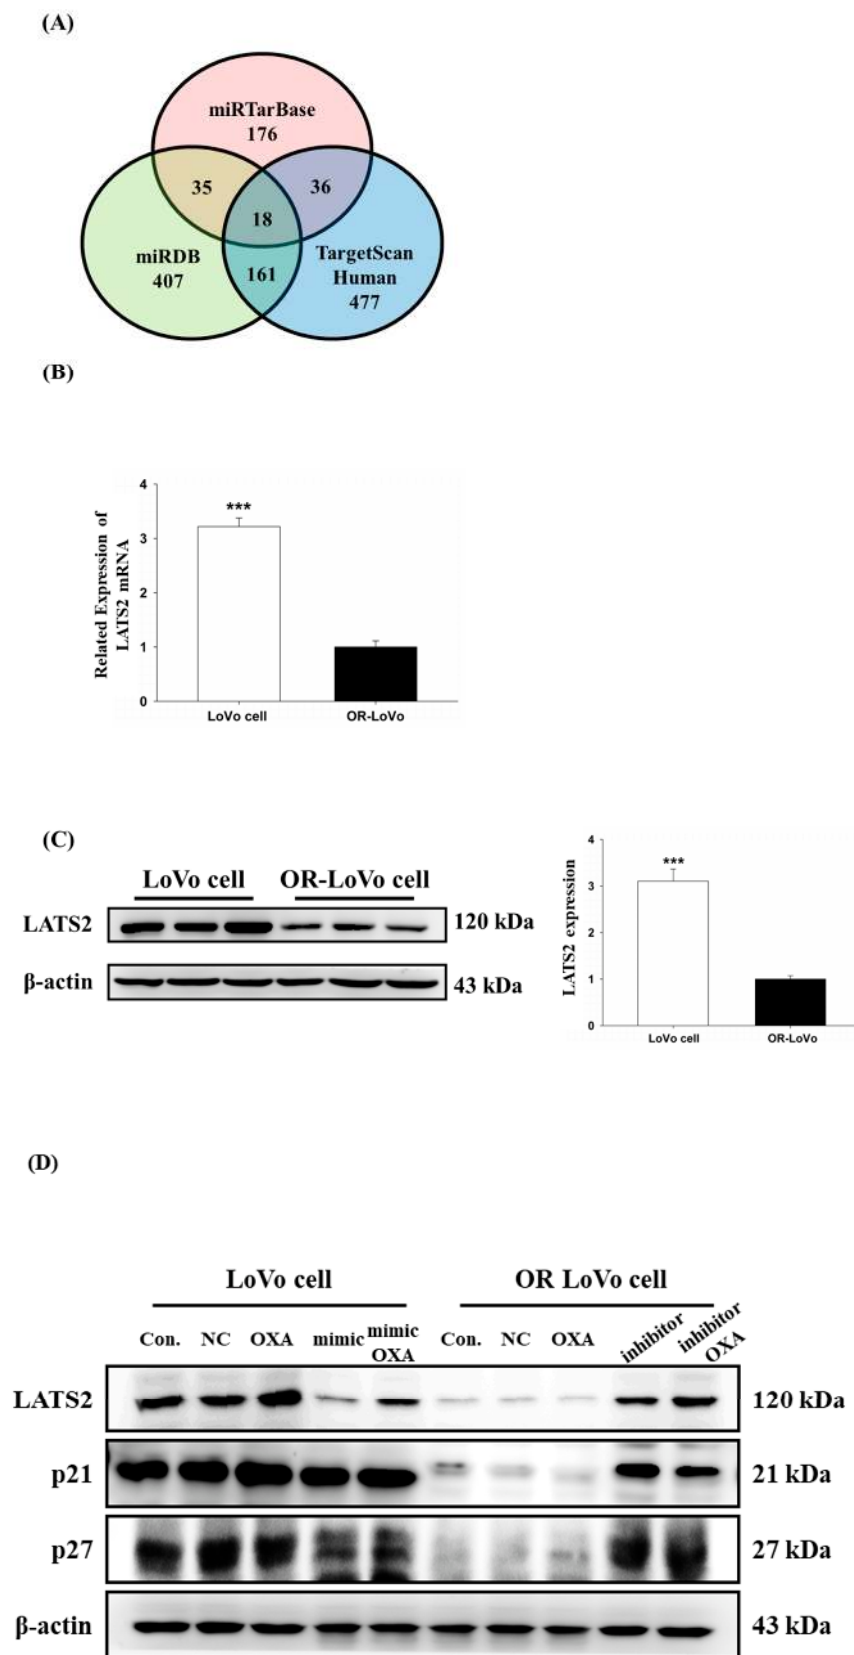 (A)
miRTarBase
176
35
36
18
miRDB
407
161
TargetScan
Human
477
(B)
Related Expression of
LATS2 mRNA
4
3
2
1
0
***
LoVo cell
OR-LoVo
(C)
LoVo cell
OR-LoVo cell
LATS2
120 kDa
β-actin
43 kDa
LATS2 expression
4
3
2
1
0
***
LoVo cell
OR-LoVo
(D)
LoVo cell
OR LoVo cell
Con.
NC
OXA
mimic
mimic
OXA
Con.
NC
OXA
inhibitor
inhibitor
OXA
LATS2
120 kDa
p21
21 kDa
p27
27 kDa
β-actin
43 kDa